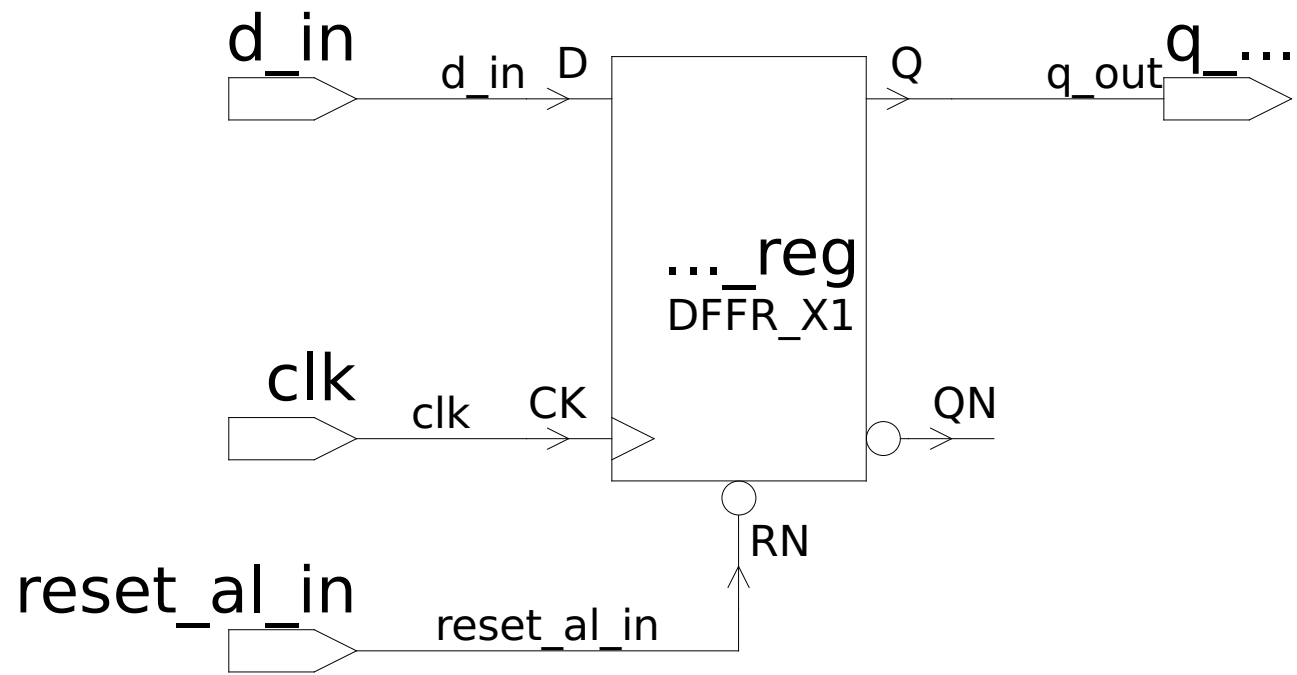 d_in
d_in
D
Q
q_out
q_...
..._reg
DFFR_X1
clk
clk
CK
QN
RN
reset_al_in
reset_al_in